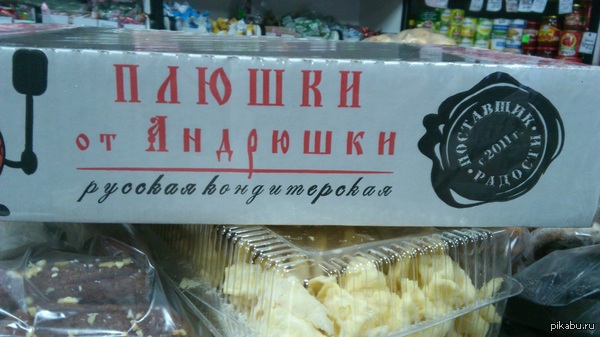 ПЛЮШКИ
от Андрюшки
русская кондитерская
ПОСТАВЩИК
с 2011 г.
РАДОСТИ
pikabu.ru